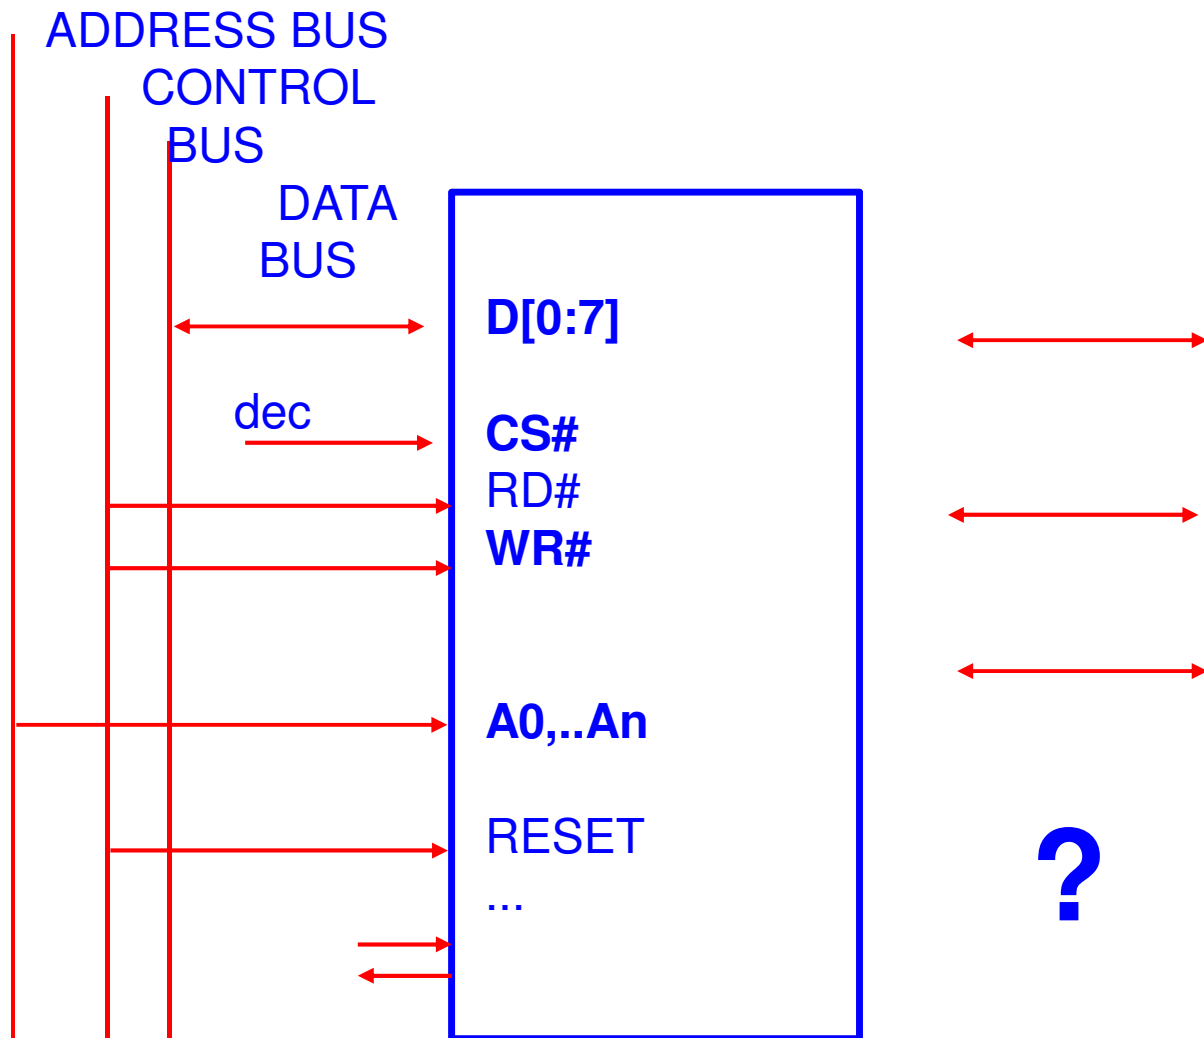 ADDRESS BUS
CONTROL
BUS
DATA
BUS
D[0:7]
dec
CS#
RD#
WR#
A0,..An
RESET
...
?